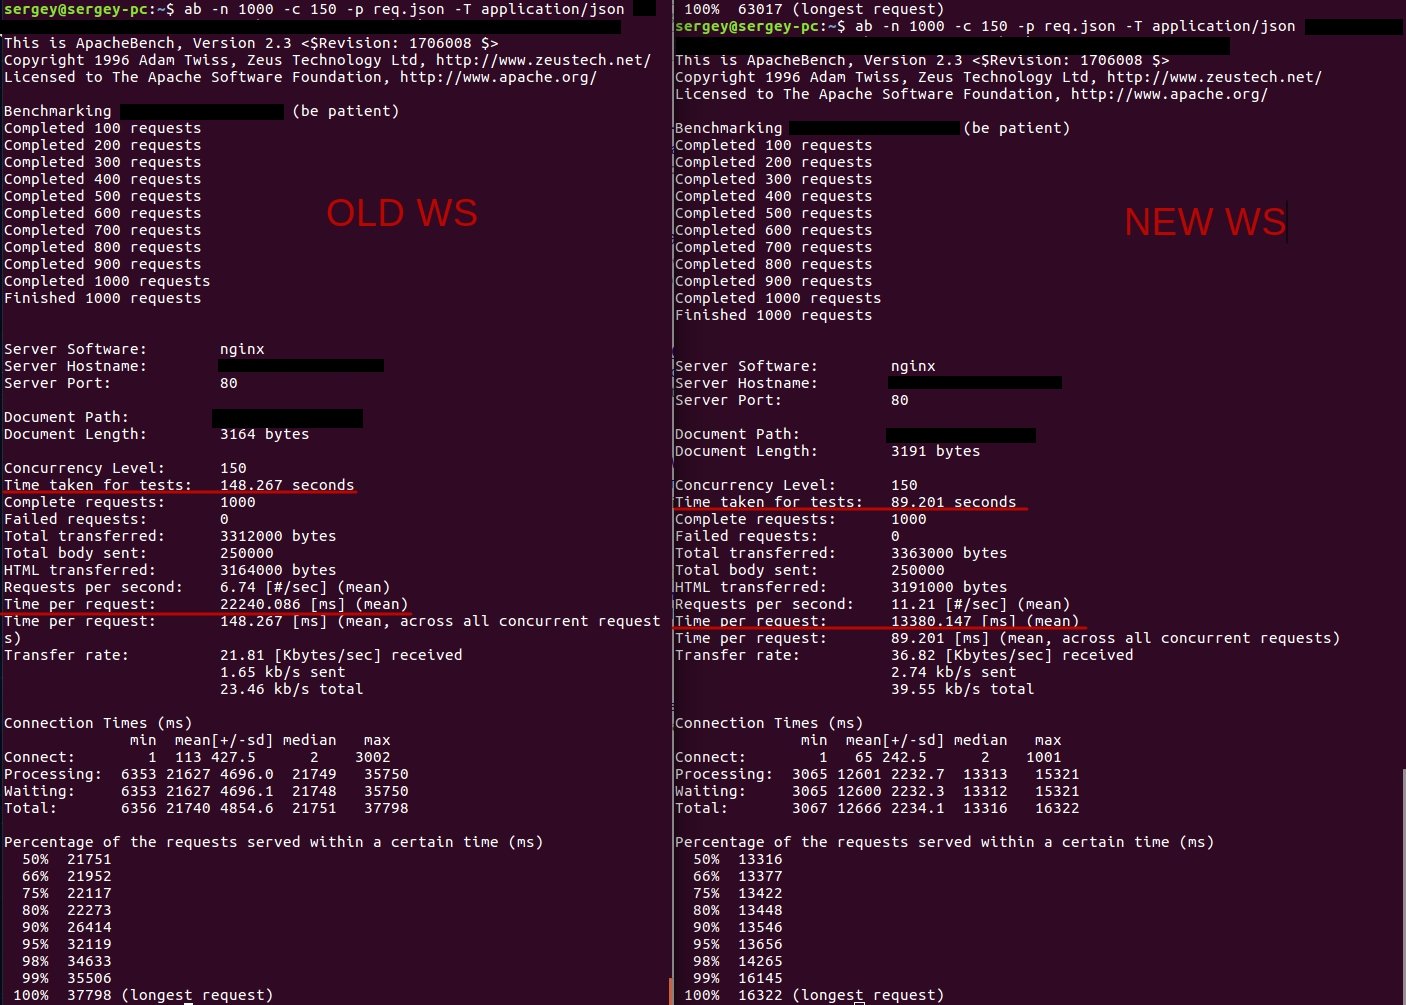 sergey@sergey-pc:~$ ab -n 1000 -c 150 -p req.json -T application/json
This is ApacheBench, Version 2.3 <$Revision: 1706008 $>
Copyright 1996 Adam Twiss, Zeus Technology Ltd, http://www.zeustech.net/
Licensed to The Apache Software Foundation, http://www.apache.org/
Benchmarking (be patient)
Completed 100 requests
Completed 200 requests
Completed 300 requests
Completed 400 requests
Completed 500 requests
Completed 600 requests
OLD WS
Completed 700 requests
Completed 800 requests
Completed 900 requests
Completed 1000 requests
Finished 1000 requests
Server Software: nginx
Server Hostname:
Server Port: 80
Document Path:
Document Length: 3164 bytes
Concurrency Level: 150
Time taken for tests: 148.267 seconds
Complete requests: 1000
Failed requests: 0
Total transferred: 3312000 bytes
Total body sent: 250000
HTML transferred: 3164000 bytes
Requests per second: 6.74 [#/sec] (mean)
Time per request: 22240.086 [ms] (mean)
Time per request: 148.267 [ms] (mean, across all concurrent request
s)
Transfer rate: 21.81 [Kbytes/sec] received
1.65 kb/s sent
23.46 kb/s total
Connection Times (ms)
min mean[+/-sd] median max
Connect: 1 113 427.5 2 3002
Processing: 6353 21627 4696.0 21749 35750
Waiting: 6353 21627 4696.1 21748 35750
Total: 6356 21740 4854.6 21751 37798
Percentage of the requests served within a certain time (ms)
50% 21751
66% 21952
75% 22117
80% 22273
90% 26414
95% 32119
98% 34633
99% 35506
100% 37798 (longest request)
100% 63017 (longest request)
sergey@sergey-pc:~$ ab -n 1000 -c 150 -p req.json -T application/json
This is ApacheBench, Version 2.3 <$Revision: 1706008 $>
Copyright 1996 Adam Twiss, Zeus Technology Ltd, http://www.zeustech.net/
Licensed to The Apache Software Foundation, http://www.apache.org/
Benchmarking (be patient)
Completed 100 requests
Completed 200 requests
Completed 300 requests
Completed 400 requests
Completed 500 requests
NEW WS
Completed 600 requests
Completed 700 requests
Completed 800 requests
Completed 900 requests
Completed 1000 requests
Finished 1000 requests
Server Software: nginx
Server Hostname:
Server Port: 80
Document Path:
Document Length: 3191 bytes
Concurrency Level: 150
Time taken for tests: 89.201 seconds
Complete requests: 1000
Failed requests: 0
Total transferred: 3363000 bytes
Total body sent: 250000
HTML transferred: 3191000 bytes
Requests per second: 11.21 [#/sec] (mean)
Time per request: 13380.147 [ms] (mean)
Time per request: 89.201 [ms] (mean, across all concurrent requests)
Transfer rate: 36.82 [Kbytes/sec] received
2.74 kb/s sent
39.55 kb/s total
Connection Times (ms)
min mean[+/-sd] median max
Connect: 1 65 242.5 2 1001
Processing: 3065 12601 2232.7 13313 15321
Waiting: 3065 12600 2232.3 13312 15321
Total: 3067 12666 2234.1 13316 16322
Percentage of the requests served within a certain time (ms)
50% 13316
66% 13377
75% 13422
80% 13448
90% 13546
95% 13656
98% 14265
99% 16145
100% 16322 (longest request)